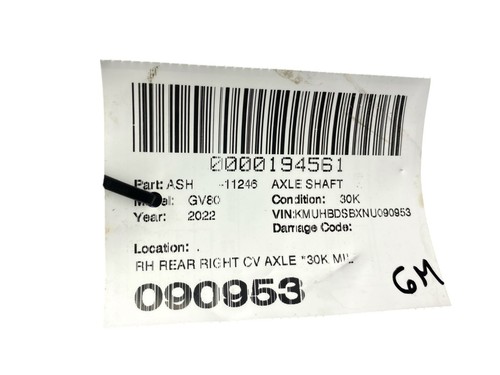 0000194561
Part: ASH -11246 AXLE SHAFT
Model: GV80 Condition: 30K
Year: 2022 VIN:KMUHBDSBXNU090953
Damage Code:
Location: .
RH REAR RIGHT CV AXLE "30K MIL
090953
GM